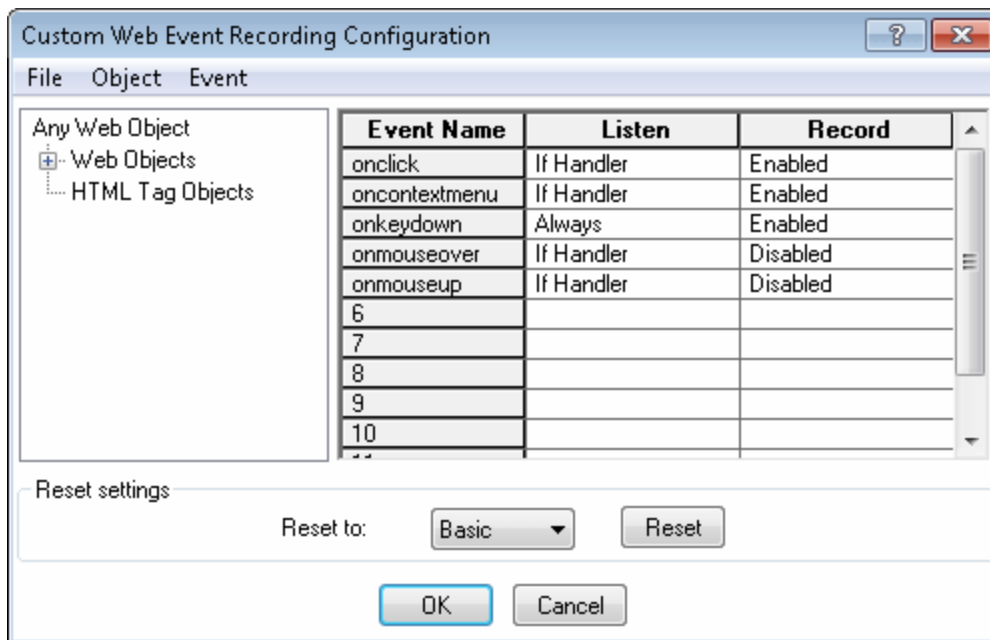 Custom Web Event Recording Configuration
File Object Event
Any Web Object
Web Objects
HTML Tag Objects
Event Name Listen Record
onclick If Handler Enabled
oncontextmenu If Handler Enabled
onkeydown Always Enabled
onmouseover If Handler Disabled
onmouseup If Handler Disabled
6
7
8
9
10
Reset settings
Reset to: Basic Reset
OK Cancel